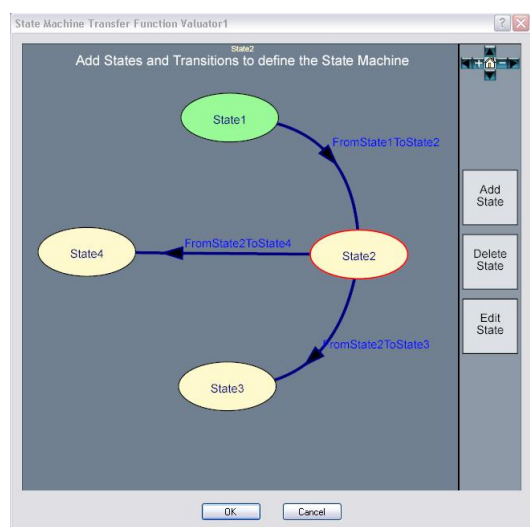 State Machine Transfer Function Valuator1
State2
Add States and Transitions to define the State Machine
State1
FromState1ToState2
Add
State
FromState2ToState4
State4
State2
Delete
State
Edit
State
FromState2ToState3
State3
OK
Cancel